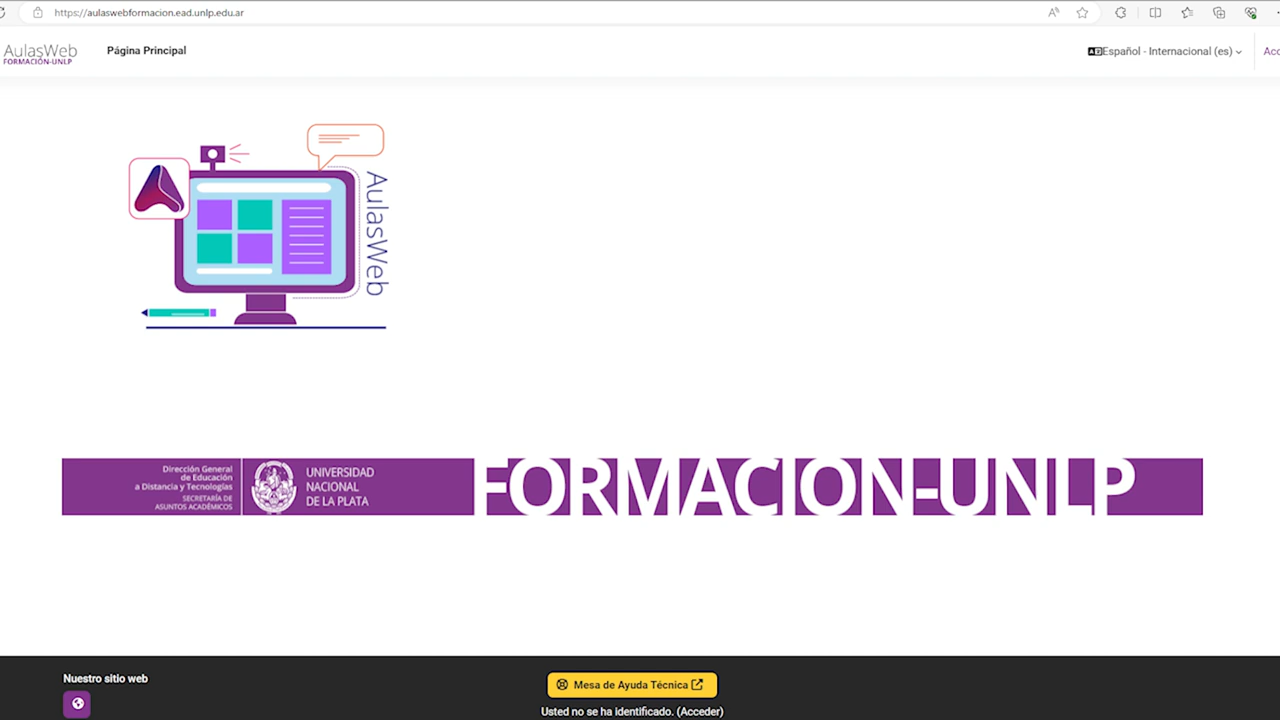 https://aulaswebformacion.ead.unlp.edu.ar
AulasWeb
FORMACIÓN-UNLP
Página Principal
Español - Internacional (es)
Acc
AulasWeb
Dirección General
de Educación
a Distancia y Tecnologías
SECRETARÍA DE
ASUNTOS ACADÉMICOS
UNIVERSIDAD
NACIONAL
DE LA PLATA
FORMACION-UNLP
Nuestro sitio web
Mesa de Ayuda Técnica
Usted no se ha identificado. (Acceder)